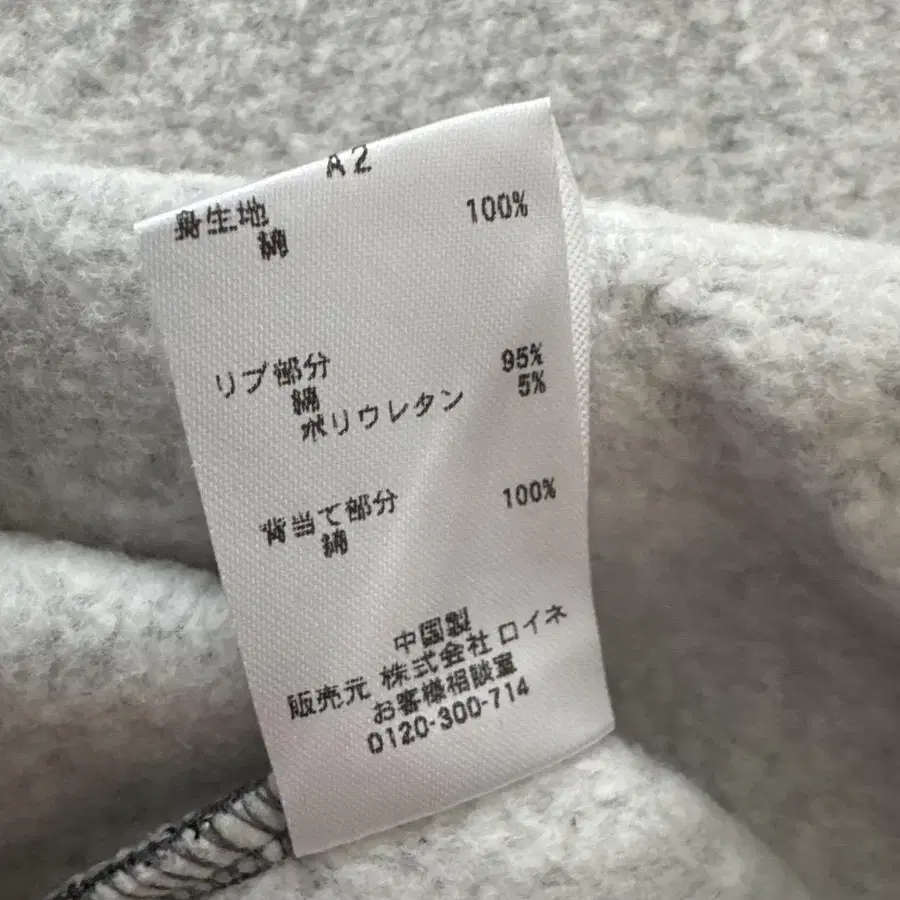 A2
身生地
綿 100%
リブ部分
綿 95%
ポリウレタン 5%
背当て部分
綿 100%
中国製
販売元 株式会社 ロイネ
お客様相談室
0120-300-714